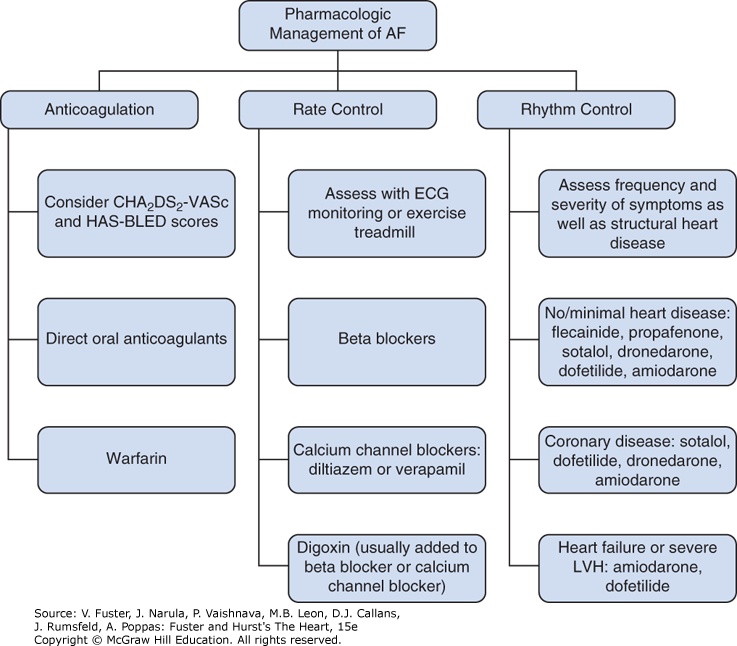 Pharmacologic
Management of AF
Anticoagulation
Consider CHA₂DS₂-VASc
and HAS-BLED scores
Direct oral anticoagulants
Warfarin
Rate Control
Assess with ECG
monitoring or exercise
treadmill
Beta blockers
Calcium channel blockers:
diltiazem or verapamil
Digoxin (usually added to
beta blocker or calcium
channel blocker)
Rhythm Control
Assess frequency and
severity of symptoms as
well as structural heart
disease
No/minimal heart disease:
flecainide, propafenone,
sotalol, dronedarone,
dofetilide, amiodarone
Coronary disease: sotalol,
dofetilide, dronedarone,
amiodarone
Heart failure or severe
LVH: amiodarone,
dofetilide
Source: V. Fuster, J. Narula, P. Vaishnava, M.B. Leon, D.J. Callans,
J. Rumsfeld, A. Poppas: Fuster and Hurst's The Heart, 15e
Copyright © McGraw Hill Education. All rights reserved.